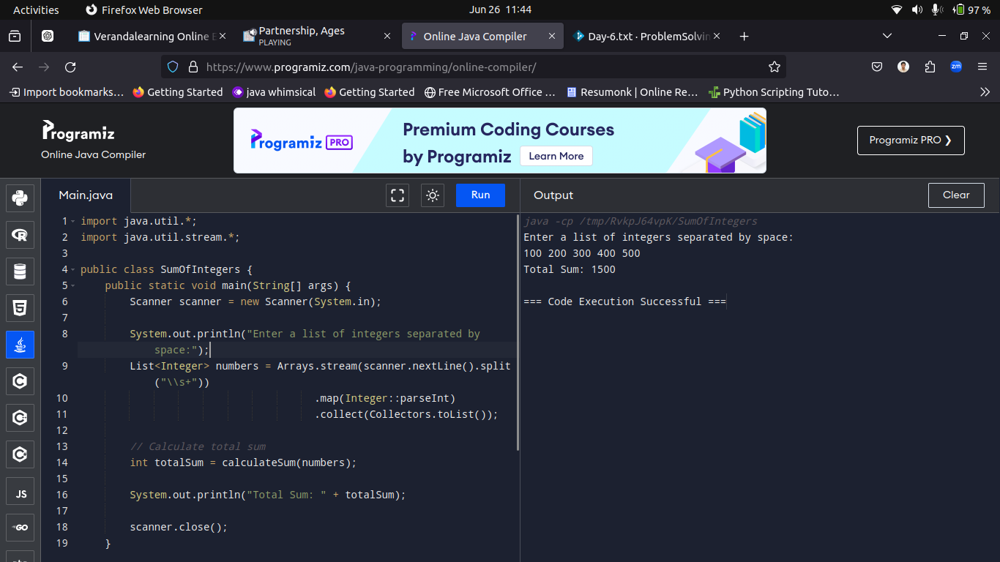 Activities
Firefox Web Browser
Jun 26 11:44
97 %
Verandalearning Online E
Partnership, Ages
PLAYING
Online Java Compiler
Day-6.txt · ProblemSolvin
https://www.programiz.com/java-programming/online-compiler/
zm
Import bookmarks...
Getting Started
java whimsical
Getting Started
Free Microsoft Office ...
Resumonk | Online Re...
Python Scripting Tuto...
Programiz
Online Java Compiler
Programiz PRO
Premium Coding Courses
by Programiz
Learn More
Programiz PRO ❯
Main.java
Run
Output
Clear
1 import java.util.*;
2 import java.util.stream.*;
3
4 public class SumOfIntegers {
5 public static void main(String[] args) {
6 Scanner scanner = new Scanner(System.in);
7
8 System.out.println("Enter a list of integers separated by
space:");
9 List<Integer> numbers = Arrays.stream(scanner.nextLine().split
("\\s+"))
10 .map(Integer::parseInt)
11 .collect(Collectors.toList());
12
13 // Calculate total sum
14 int totalSum = calculateSum(numbers);
15
16 System.out.println("Total Sum: " + totalSum);
17
18 scanner.close();
19 }
java -cp /tmp/RvkpJ64vpK/SumOfIntegers
Enter a list of integers separated by space:
100 200 300 400 500
Total Sum: 1500
=== Code Execution Successful ===
R
5
C
C
C
JS
GO